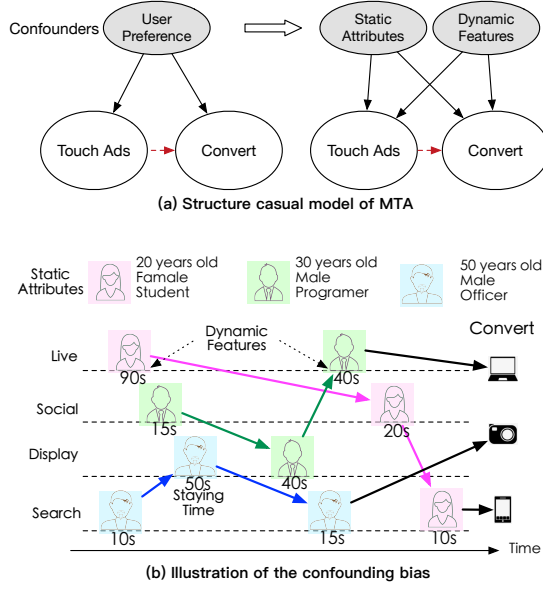 Confounders
User
Preference
Static
Attributes
Dynamic
Features
Touch Ads
Convert
Touch Ads
Convert
(a) Structure casual model of MTA
Static
Attributes
20 years old
Famale
Student
30 years old
Male
Programer
50 years old
Male
Officer
Convert
Dynamic
Features
Live
90s
40s
Social
15s
20s
Display
50s
Staying
Time
40s
Search
10s
15s
10s
Time
(b) Illustration of the confounding bias